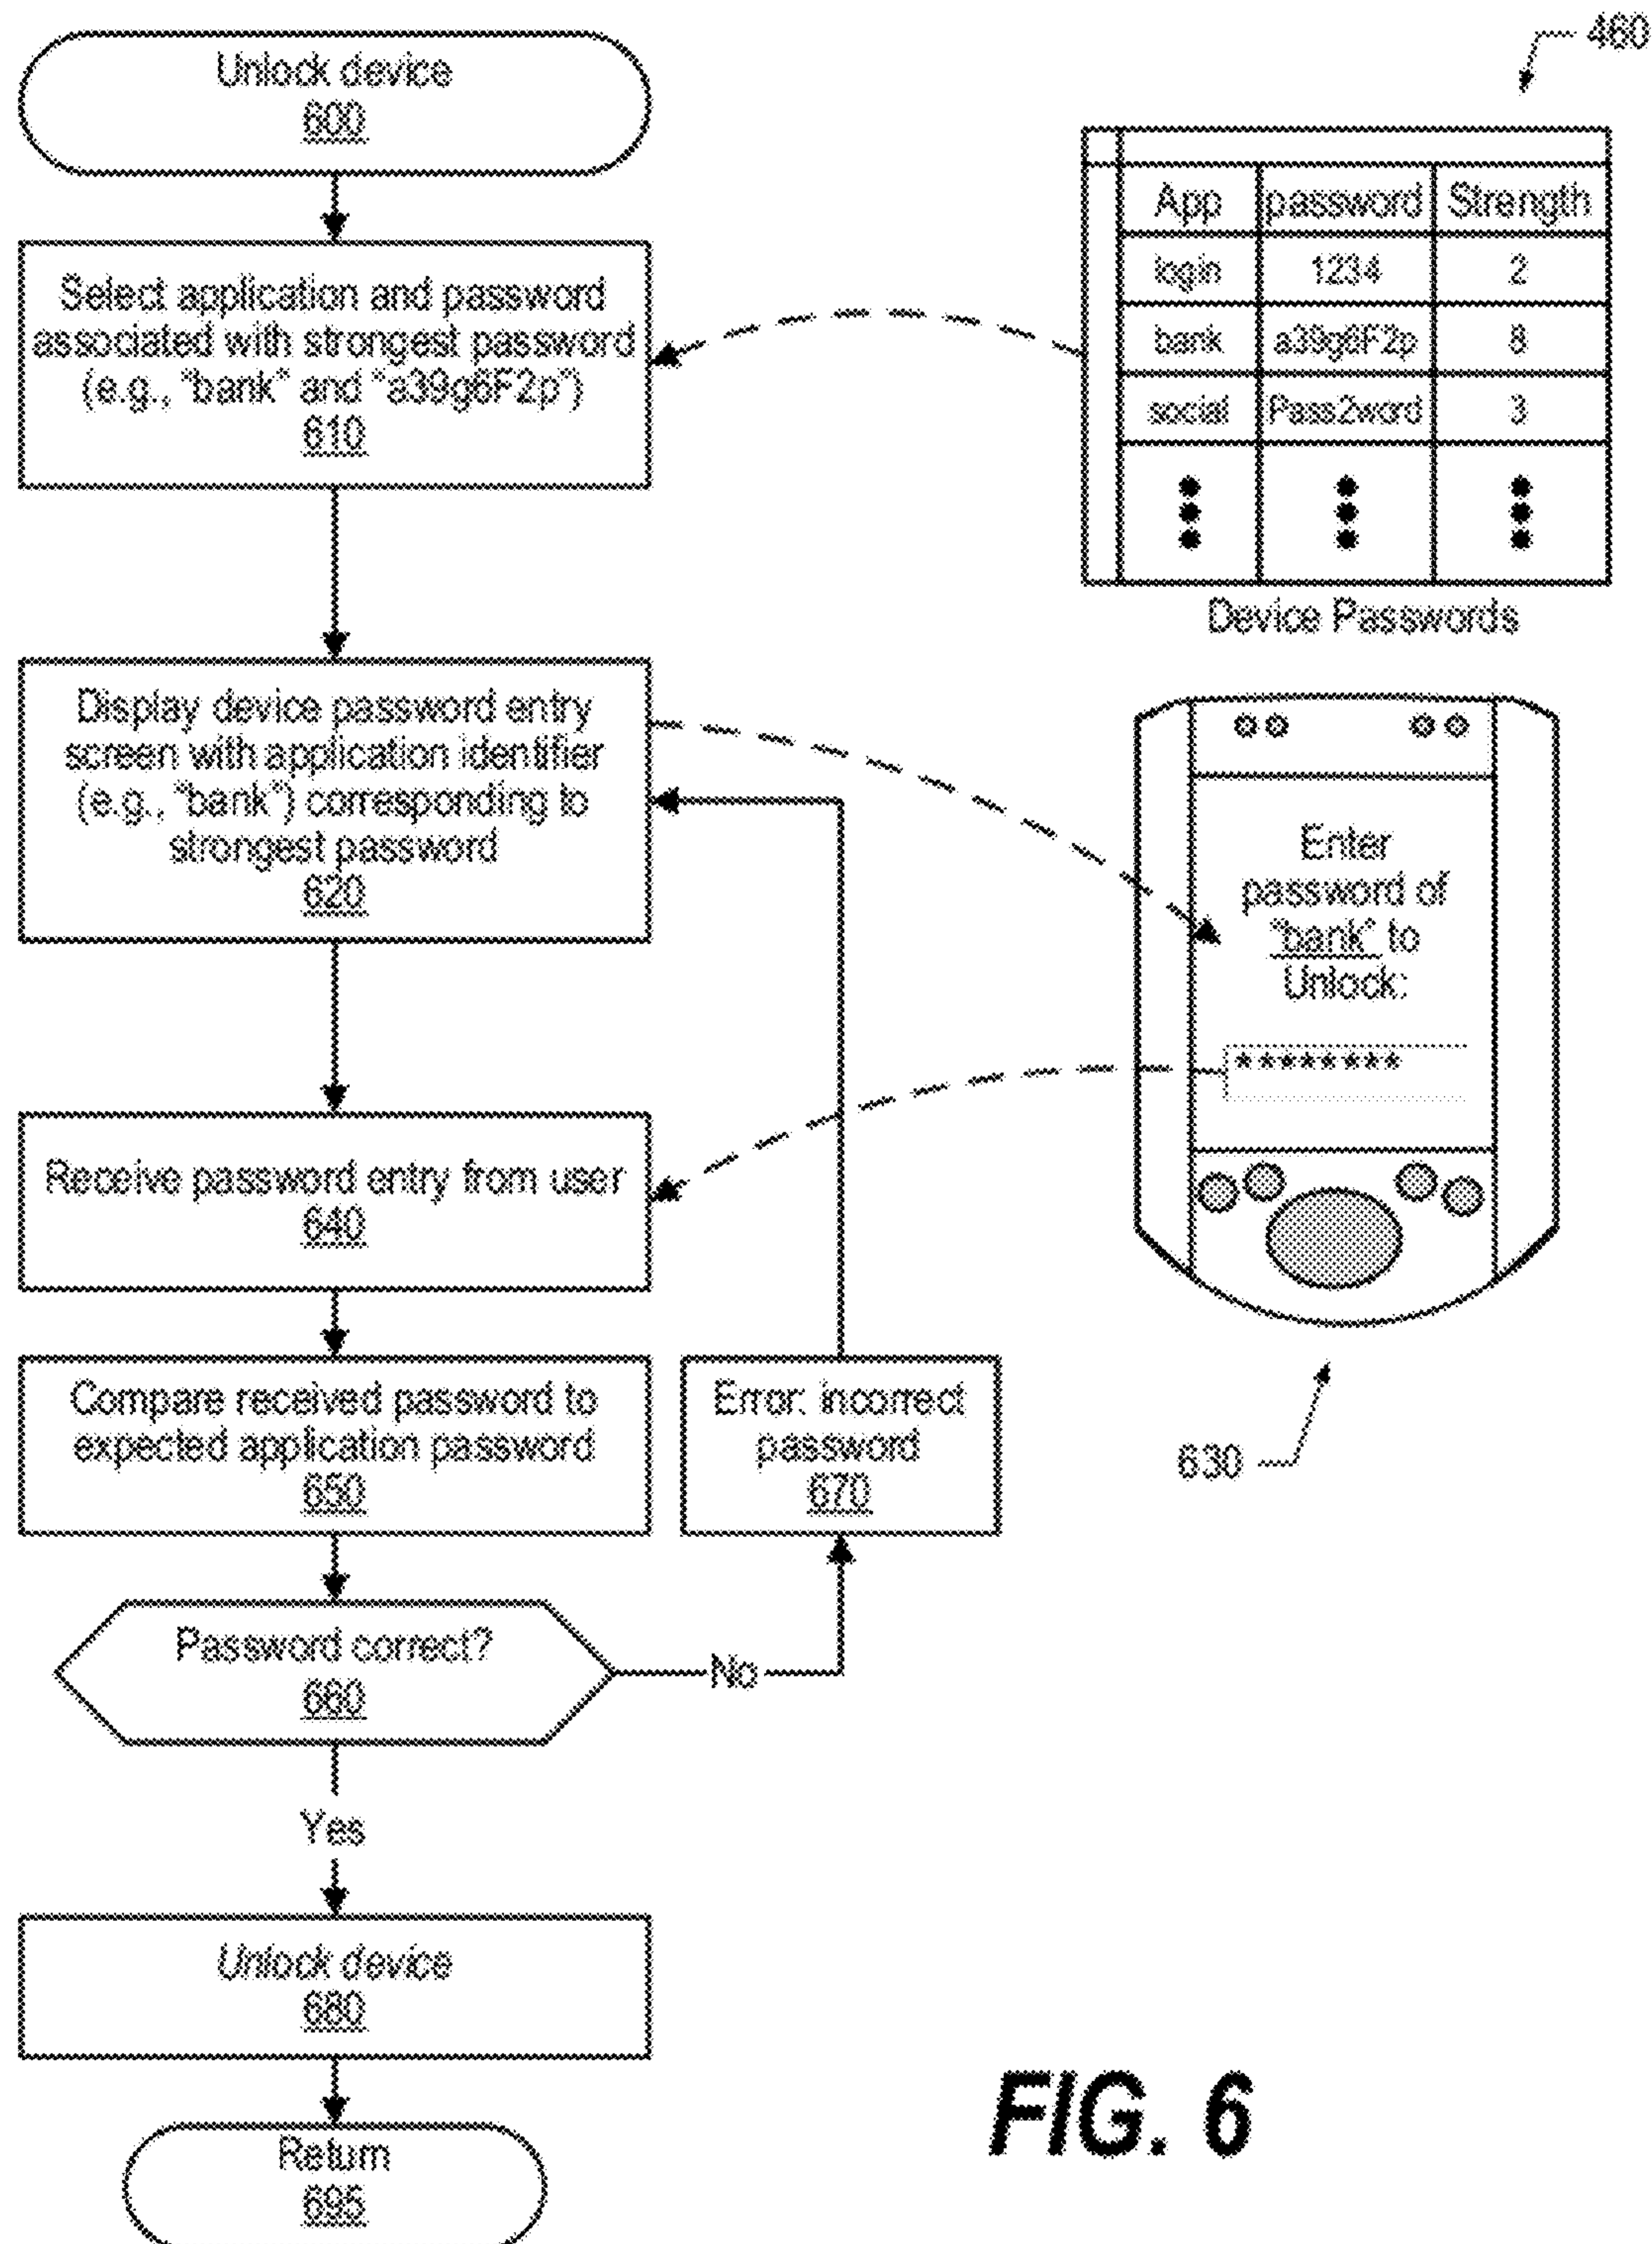 Unlock device
600
Select application and password
associated with strongest password
(e.g., "bank" and "a39g6F2p")
610
Display device password entry
screen with application identifier
(e.g., "bank") corresponding to
strongest password
620
Receive password entry from user
640
Compare received password to
expected application password
650
Error: incorrect
password
670
Password correct?
660
No
Yes
Unlock device
680
Return
695
460
App password Strength
login 1234 2
bank a39g6F2p 8
social Pass2word 3
Device Passwords
Enter
password of
"bank" to
Unlock:
********
630
FIG. 6